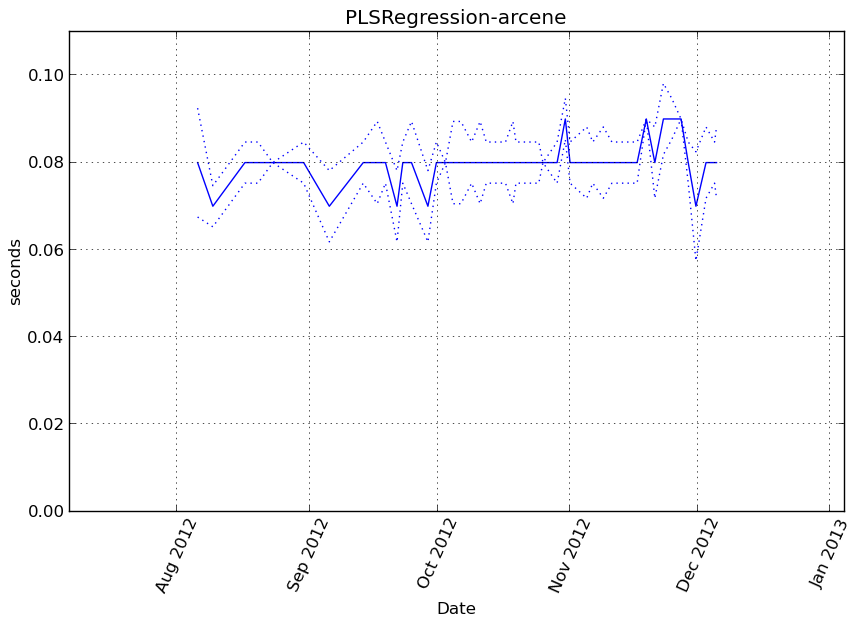 PLSRegression-arcene
0.10
0.08
0.06
0.04
0.02
0.00
seconds
Aug 2012
Sep 2012
Oct 2012
Nov 2012
Dec 2012
Jan 2013
Date